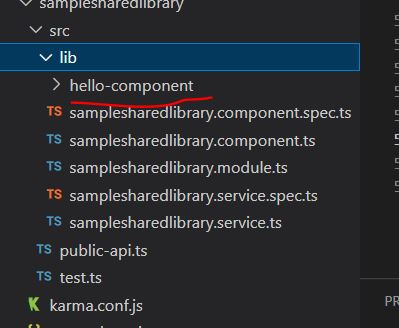 samplesharedlibrary
src
lib
hello-component
TS samplesharedlibrary.component.spec.ts
TS samplesharedlibrary.component.ts
TS samplesharedlibrary.module.ts
TS samplesharedlibrary.service.spec.ts
TS samplesharedlibrary.service.ts
TS public-api.ts
TS test.ts
karma.conf.js
PR